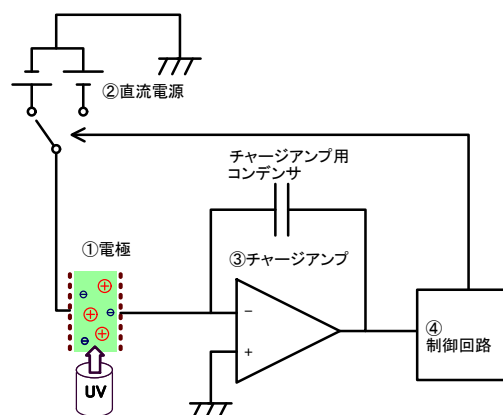 ②直流電源
チャージアンプ用
コンデンサ
①電極
③チャージアンプ
−
+
④
制御回路
UV